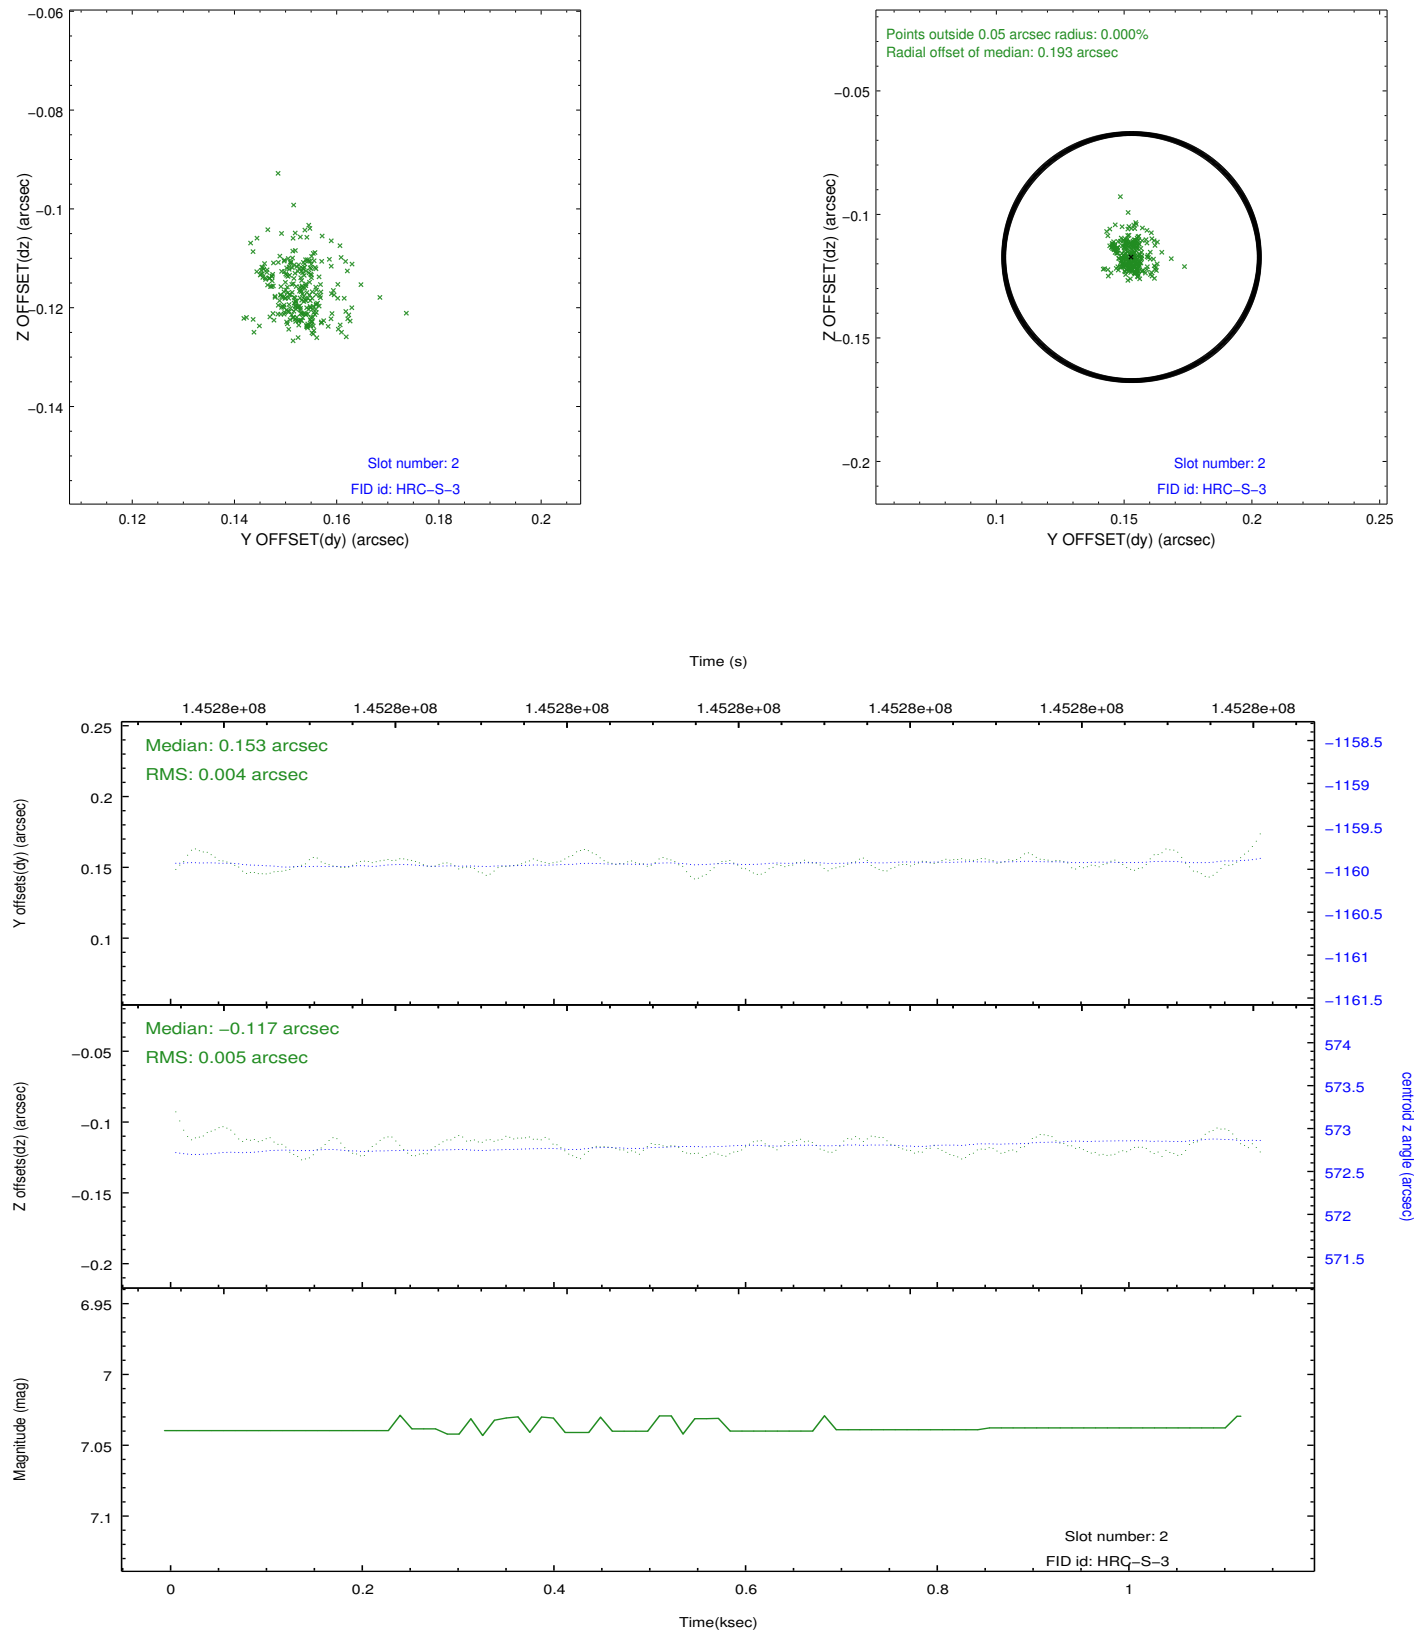 −0.06
−0.08
−0.1
−0.12
−0.14
Z OFFSET(dz) (arcsec)
Slot number: 2
FID id: HRC−S−3
0.12 0.14 0.16 0.18 0.2
Y OFFSET(dy) (arcsec)
Points outside 0.05 arcsec radius: 0.000%
Radial offset of median: 0.193 arcsec
−0.05
−0.1
−0.15
−0.2
Z OFFSET(dz) (arcsec)
Slot number: 2
FID id: HRC−S−3
0.1 0.15 0.2 0.25
Y OFFSET(dy) (arcsec)
Time (s)
1.4528e+08 1.4528e+08 1.4528e+08 1.4528e+08 1.4528e+08 1.4528e+08 1.4528e+08
Median: 0.153 arcsec
RMS: 0.004 arcsec
0.25
0.2
0.15
0.1
Y offsets(dy) (arcsec)
−1158.5
−1159
−1159.5
−1160
−1160.5
−1161
−1161.5
Median: −0.117 arcsec
RMS: 0.005 arcsec
−0.05
−0.1
−0.15
−0.2
Z offsets(dz) (arcsec)
574
573.5
573
572.5
572
571.5
centroid z angle (arcsec)
6.95
7
7.05
7.1
Magnitude (mag)
Slot number: 2
FID id: HRC−S−3
0 0.2 0.4 0.6 0.8 1
Time(ksec)